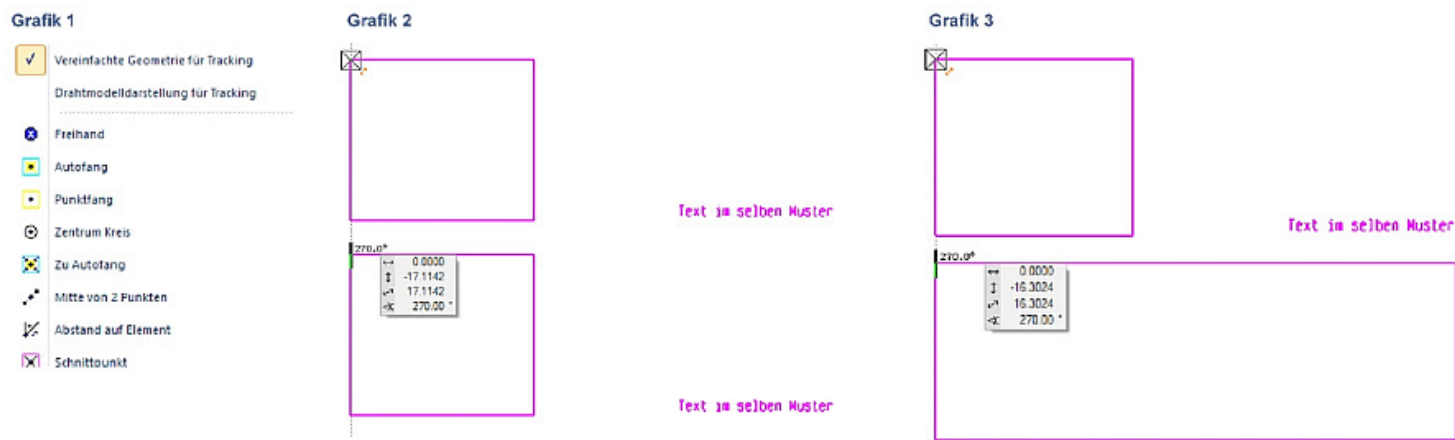 Grafik 1
Vereinfachte Geometrie für Tracking
Drahtmodelldarstellung für Tracking
Freihand
Autofang
Punktfang
Zentrum Kreis
Zu Autofang
Mitte von 2 Punkten
Abstand auf Element
Schnittpunkt
Grafik 2
Text im selben Muster
270.0°
0.0000
-17.1142
17.1142
270.00 °
Text im selben Muster
Grafik 3
Text im selben Muster
270.0°
0.0000
-16.3024
16.3024
270.00 °